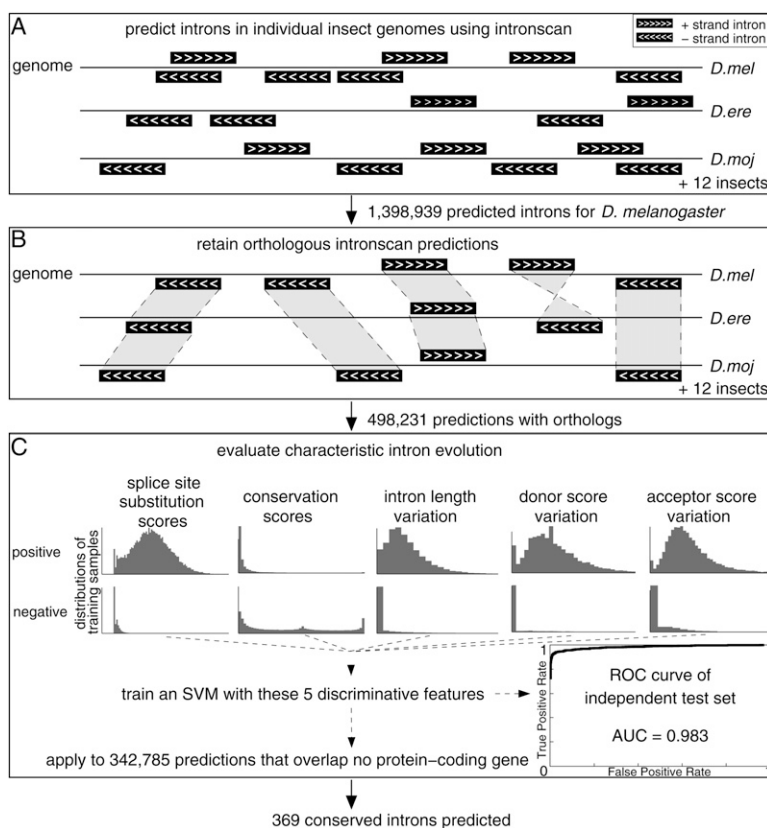 A
predict introns in individual insect genomes using intronscan
>>>>>> + strand intron
<<<<<< − strand intron
genome
>>>>>> >>>>>> >>>>>>
D.mel
<<<<<< <<<<<< <<<<<< <<<<<<
>>>>>> >>>>>>
D.ere
<<<<<< <<<<<< <<<<<<
>>>>>> >>>>>> >>>>>>
D.moj
<<<<<< <<<<<< <<<<<< <<<<<<
+ 12 insects
1,398,939 predicted introns for D. melanogaster
B
retain orthologous intronscan predictions
genome
>>>>>> >>>>>>
D.mel
<<<<<< <<<<<< <<<<<<
>>>>>>
D.ere
<<<<<< <<<<<<
>>>>>>
D.moj
<<<<<< <<<<<< <<<<<<
+ 12 insects
498,231 predictions with orthologs
C
evaluate characteristic intron evolution
splice site
substitution
scores
conservation
scores
intron length
variation
donor score
variation
acceptor score
variation
positive
negative
distributions of
training samples
train an SVM with these 5 discriminative features
1
True Positive Rate
ROC curve of
independent test set
AUC = 0.983
0
False Positive Rate
1
apply to 342,785 predictions that overlap no protein−coding gene
369 conserved introns predicted